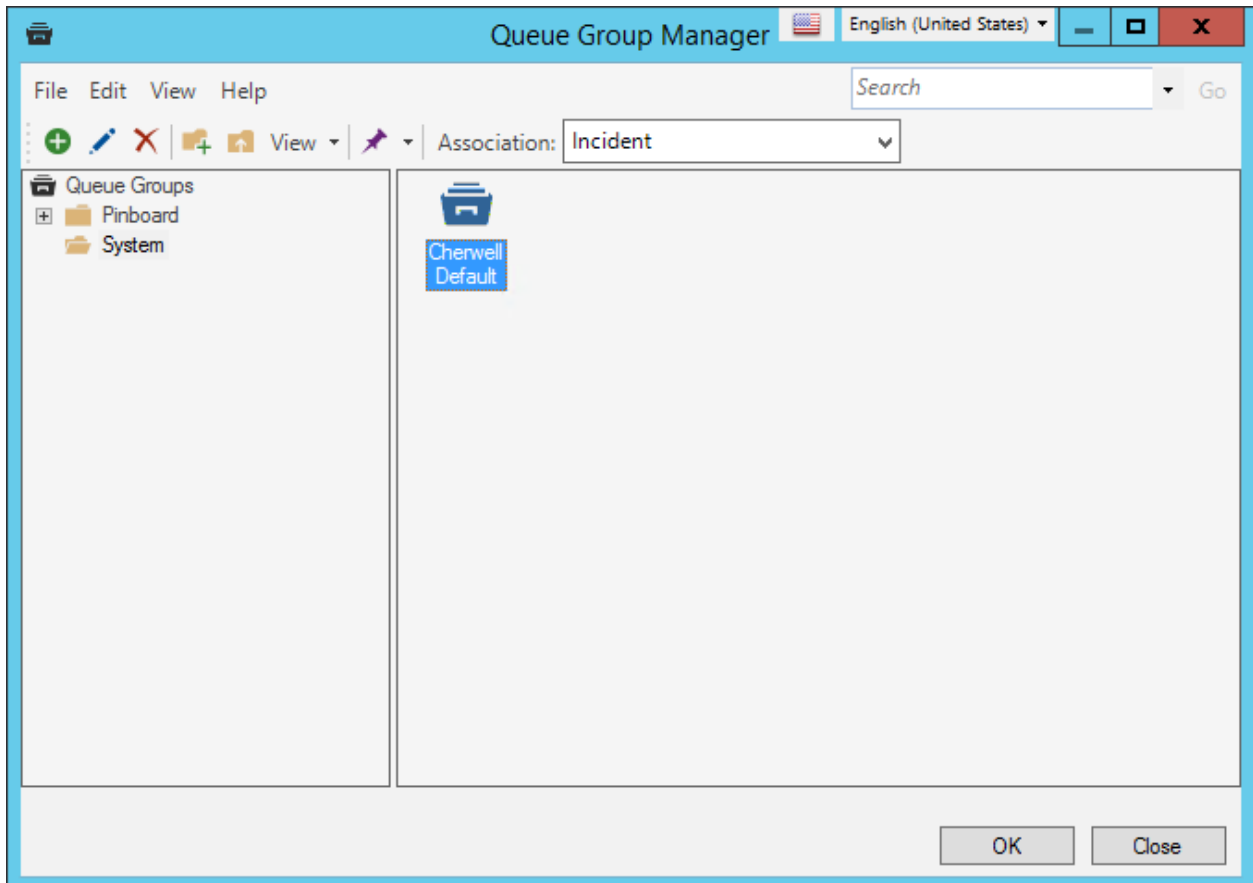 Queue Group Manager
English (United States)
File Edit View Help
Search
Go
View
Association: Incident
Queue Groups
Pinboard
System
Cherwell
Default
OK
Close